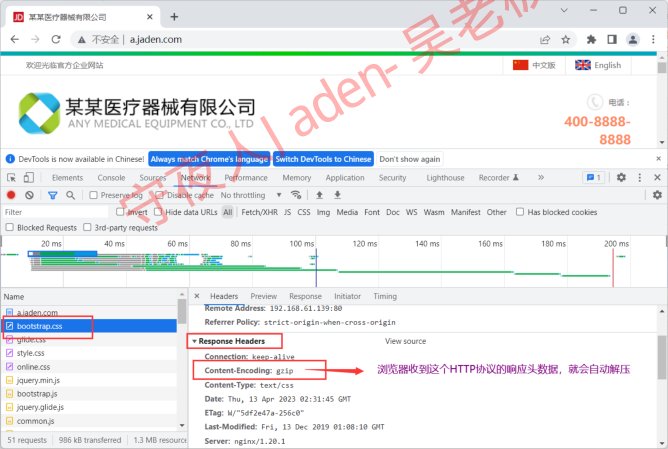 某某医疗器械有限公司
不安全 | a.jaden.com
欢迎光临官方企业网站
中文版
English
某某医疗器械有限公司
ANY MEDICAL EQUIPMENT CO., LTD
电话：
400-8888-
8888
守夜人 | aden- 吴老板
DevTools is now available in Chinese! Always match Chrome's language Switch DevTools to Chinese Don't show again
Elements Console Sources Network Performance Memory Application Security Lighthouse Recorder 1
Preserve log Disable cache No throttling
Filter Invert Hide data URLs All Fetch/XHR JS CSS Img Media Font Doc WS Wasm Manifest Other Has blocked cookies
Blocked Requests 3rd-party requests
20 ms 40 ms 60 ms 80 ms 100 ms 120 ms 140 ms 160 ms 180 ms 200 ms
Name
a.jaden.com
bootstrap.css
glide.css
style.css
online.css
jquery.min.js
bootstrap.js
jquery.glide.js
common.js
51 requests 986 kB transferred 1.3 MB resource
Headers Preview Response Initiator Timing
Remote Address: 192.168.61.139:80
Referrer Policy: strict-origin-when-cross-origin
Response Headers View source
Connection: keep-alive
Content-Encoding: gzip
浏览器收到这个HTTP协议的响应头数据，就会自动解压
Content-Type: text/css
Date: Thu, 13 Apr 2023 02:31:45 GMT
ETag: W/"5df2e47a-256c0"
Last-Modified: Fri, 13 Dec 2019 01:08:10 GMT
Server: nginx/1.20.1